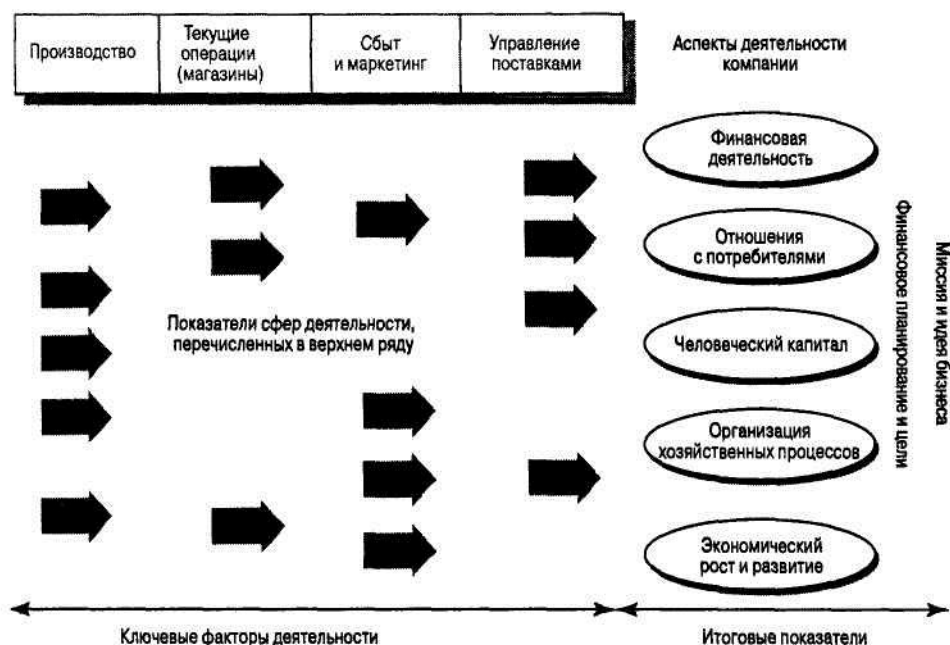 Производство
Текущие
операции
(магазины)
Сбыт
и маркетинг
Управление
поставками
Аспекты деятельности
компании
Финансовая
деятельность
Отношения
с потребителями
Показатели сфер деятельности,
перечисленных в верхнем ряду
Человеческий капитал
Организация
хозяйственных процессов
Экономический
рост и развитие
Финансовое планирование и цели
Миссия и идея бизнеса
Ключевые факторы деятельности
Итоговые показатели